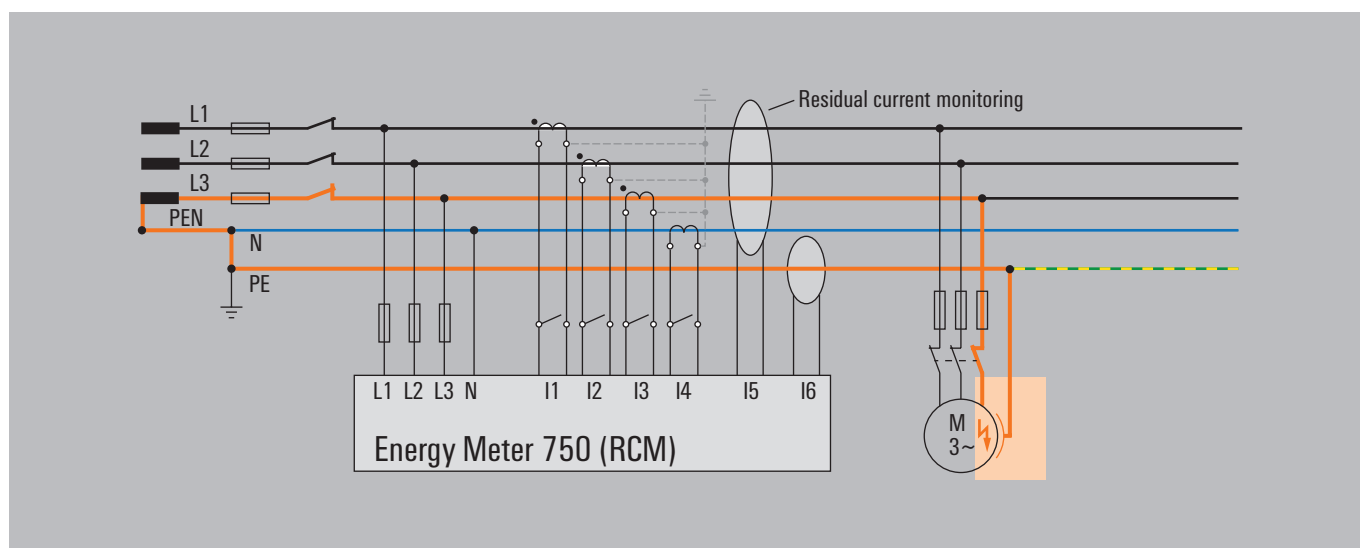 Residual current monitoring
L1
L2
L3
PEN
N
PE
L1 L2 L3 N I1 I2 I3 I4 I5 I6
Energy Meter 750 (RCM)
M
3~